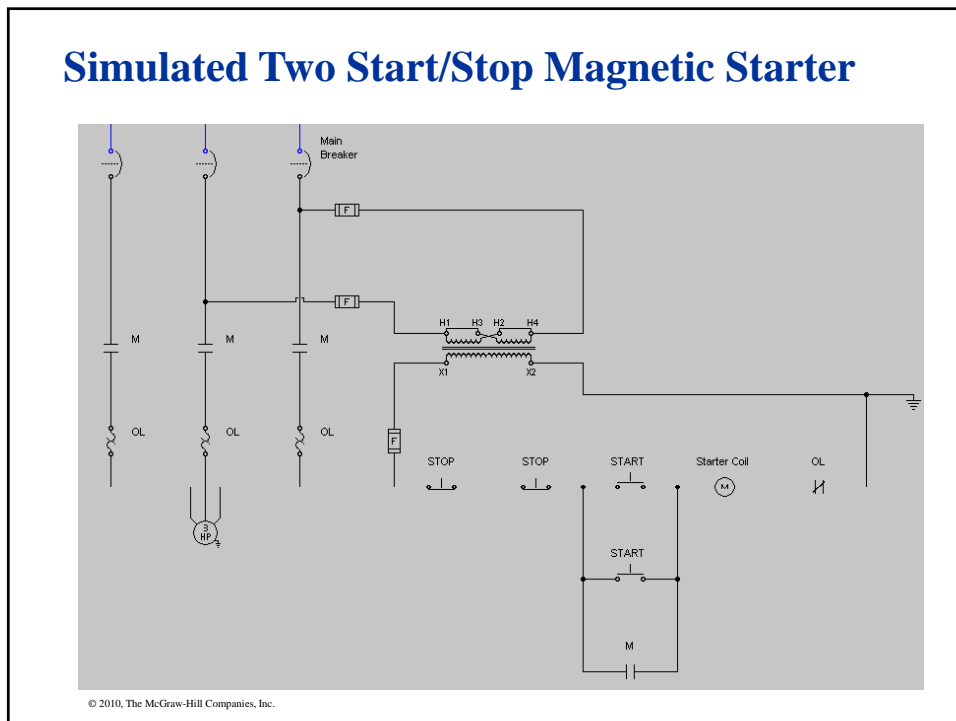 Simulated Two Start/Stop Magnetic Starter
Main
Breaker
F
F
H1 H3 H2 H4
M M M
X1 X2
OL OL OL
F
STOP STOP START Starter Coil OL
M
3
HP
START
M
© 2010, The McGraw-Hill Companies, Inc.